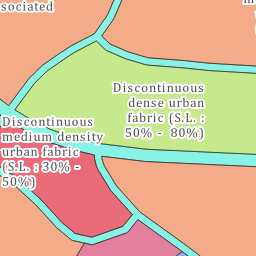 sociated
Discontinuous
dense urban
fabric (S.L. :
50% - 80%)
Discontinuous
medium density
urban fabric
(S.L. : 30% -
50%)